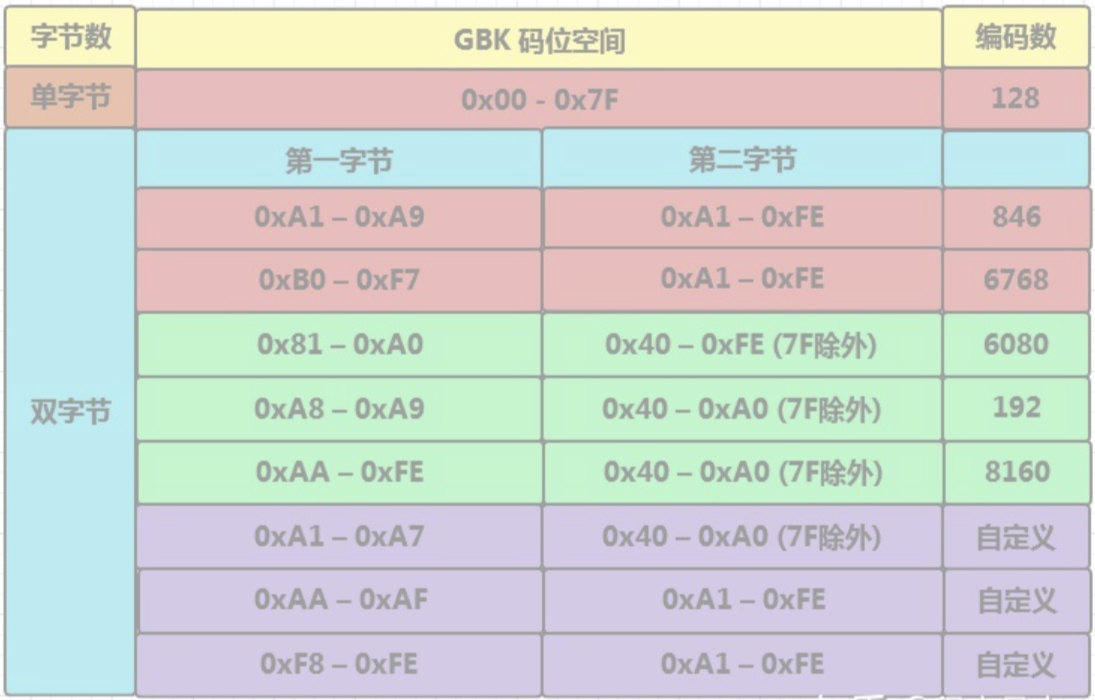 字节数 GBK 码位空间 编码数
单字节 0x00 - 0x7F 128
第一字节 第二字节
0xA1 – 0xA9 0xA1 – 0xFE 846
0xB0 – 0xF7 0xA1 – 0xFE 6768
0x81 – 0xA0 0x40 – 0xFE (7F除外) 6080
双字节 0xA8 – 0xA9 0x40 – 0xA0 (7F除外) 192
0xAA – 0xFE 0x40 – 0xA0 (7F除外) 8160
0xA1 – 0xA7 0x40 – 0xA0 (7F除外) 自定义
0xAA – 0xAF 0xA1 – 0xFE 自定义
0xF8 – 0xFE 0xA1 – 0xFE 自定义